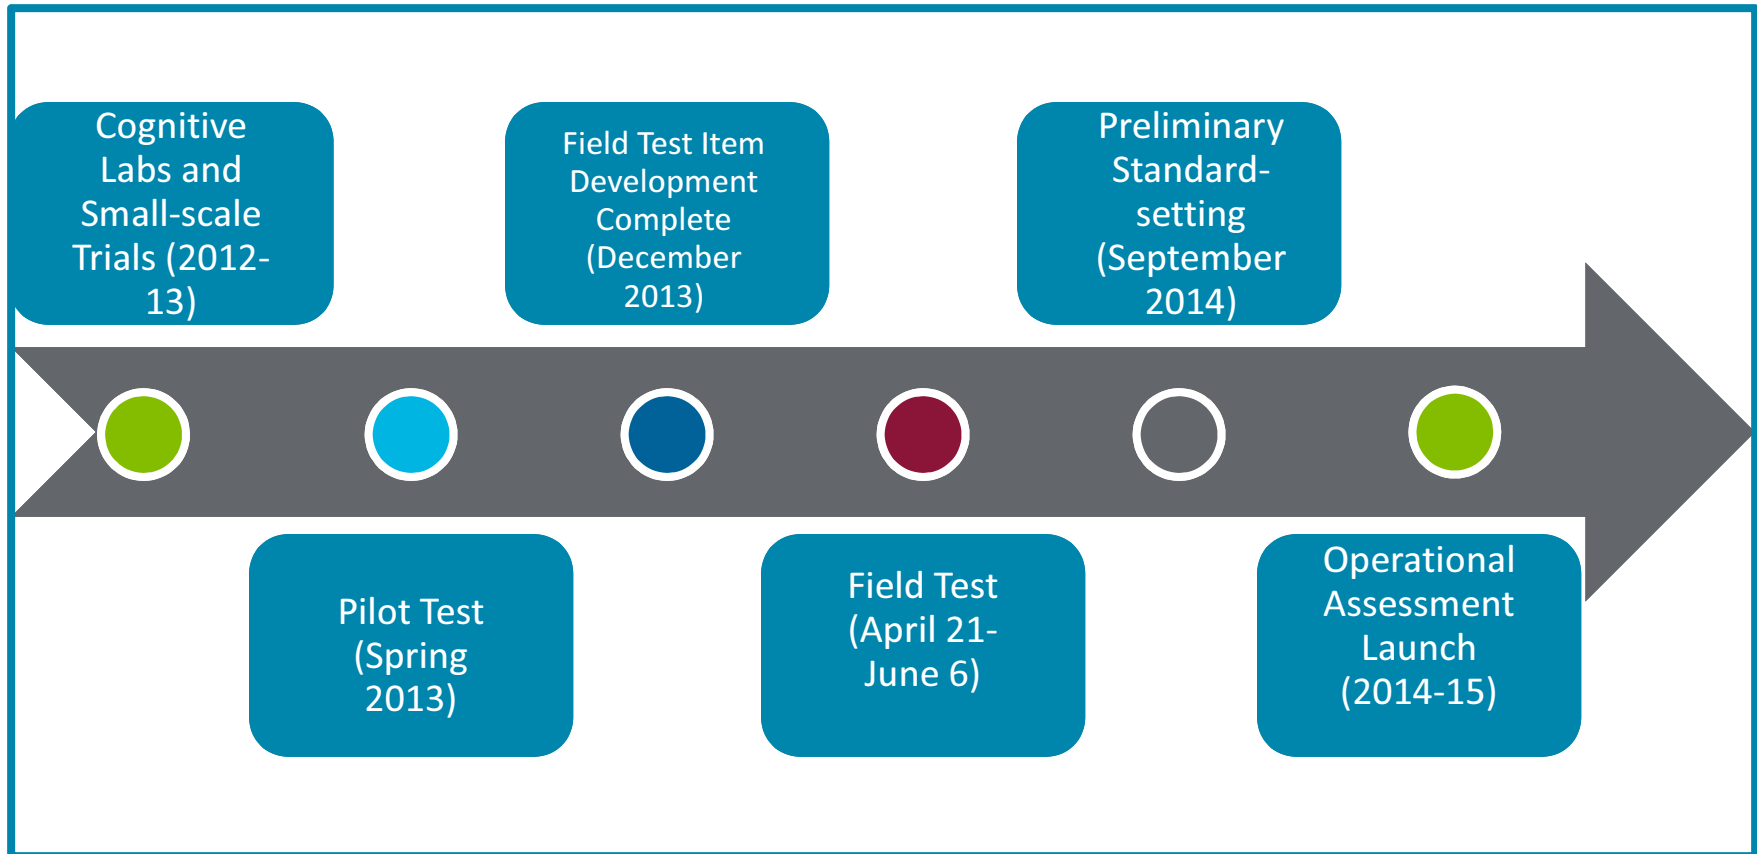 Cognitive
Labs and
Small-scale
Trials (2012-
13)
Pilot Test
(Spring
2013)
Field Test Item
Development
Complete
(December
2013)
Field Test
(April 21-
June 6)
Preliminary
Standard-
setting
(September
2014)
Operational
Assessment
Launch
(2014-15)